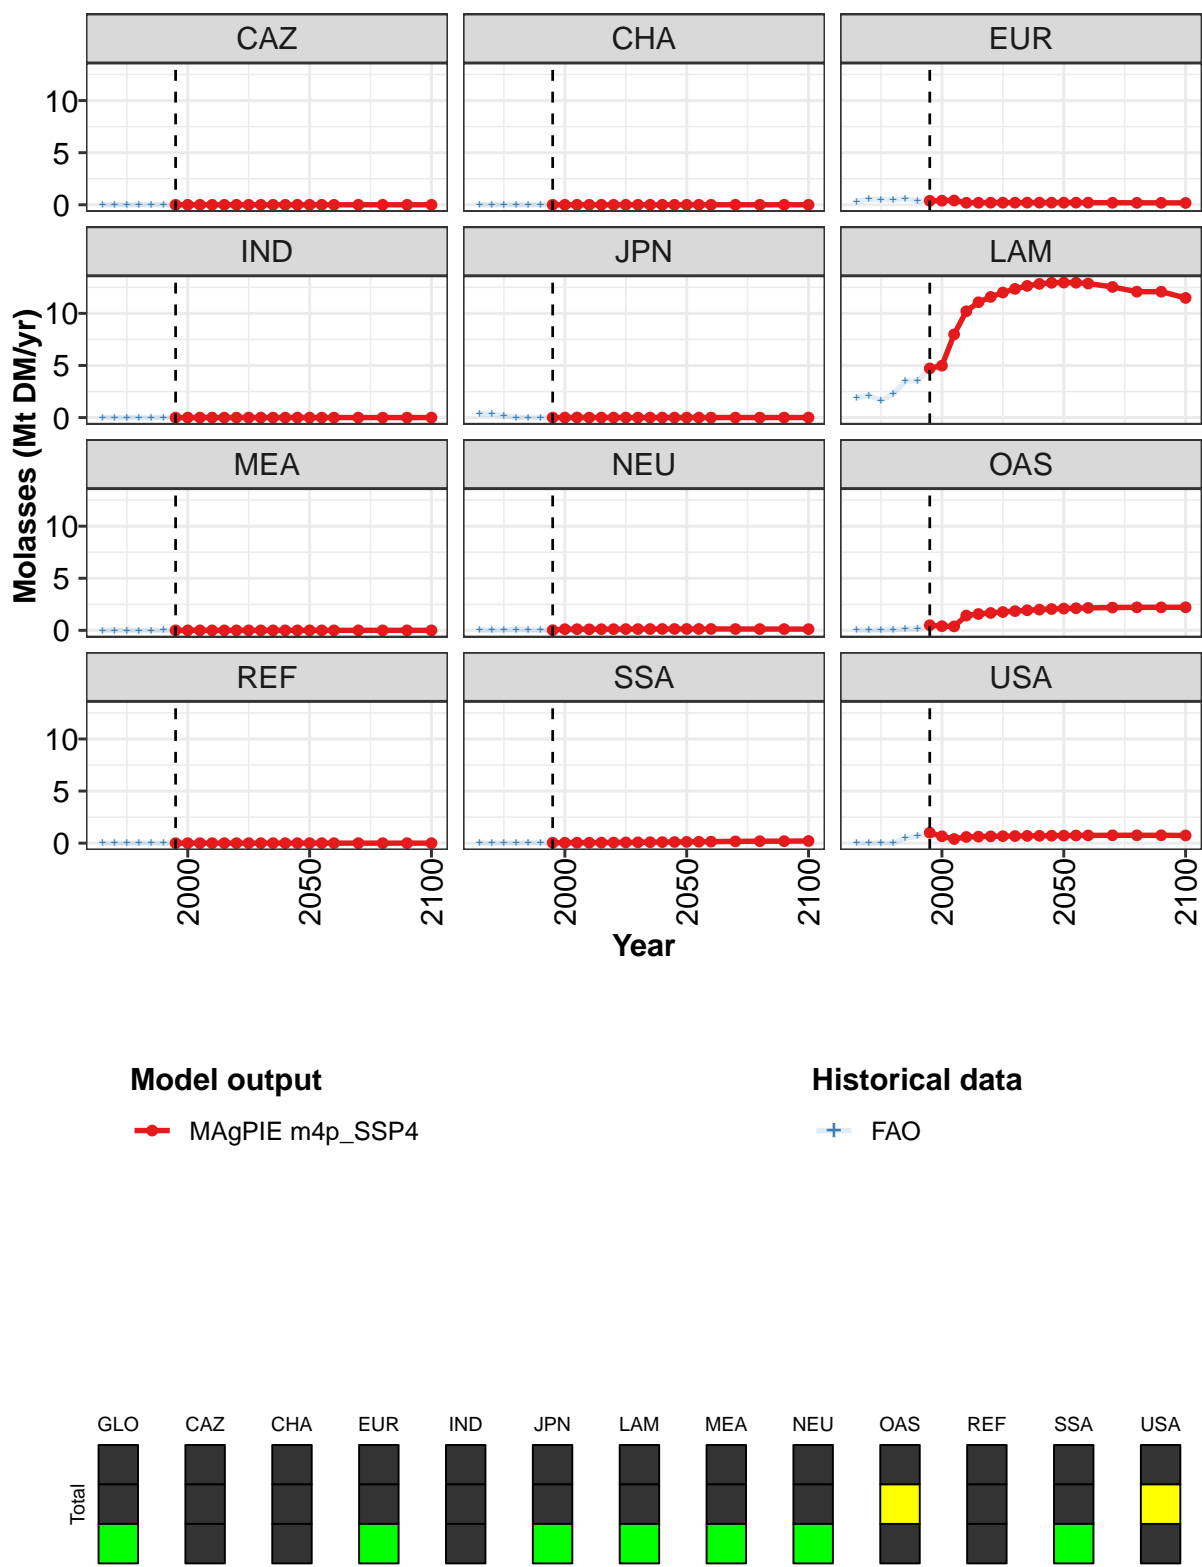 CAZ CHA EUR
10
5
0
IND JPN LAM
10
5
0
MEA NEU OAS
10
5
0
REF SSA USA
10
5
0
2000 2050 2100 2000 2050 2100 2000 2050 2100
Molasses (Mt DM/yr)
Year
Model output Historical data
MAgPIE m4p_SSP4 FAO
GLO CAZ CHA EUR IND JPN LAM MEA NEU OAS REF SSA USA
Total